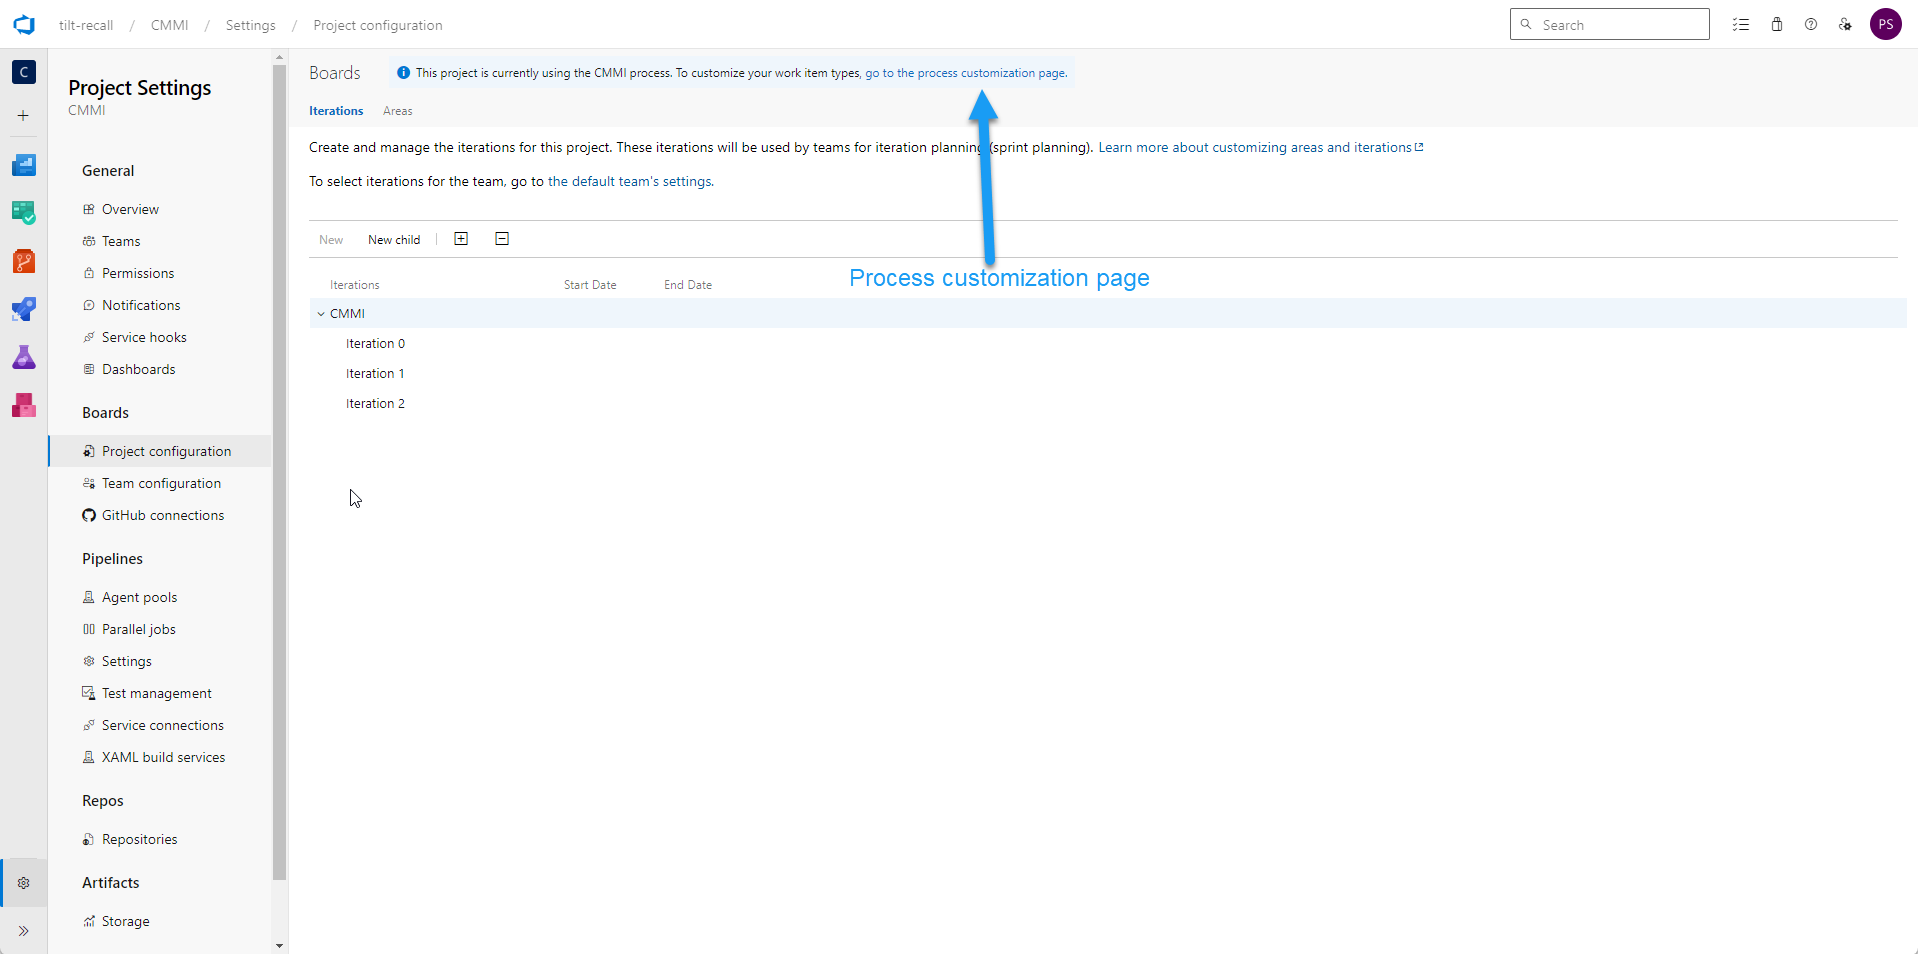 tilt-recall / CMMI / Settings / Project configuration
Search
PS
C
Project Settings
CMMI
General
Overview
Teams
Permissions
Notifications
Service hooks
Dashboards
Boards
Project configuration
Team configuration
GitHub connections
Pipelines
Agent pools
Parallel jobs
Settings
Test management
Service connections
XAML build services
Repos
Repositories
Artifacts
Storage
Boards
This project is currently using the CMMI process. To customize your work item types, go to the process customization page.
Iterations Areas
Create and manage the iterations for this project. These iterations will be used by teams for iteration planning (sprint planning). Learn more about customizing areas and iterations
To select iterations for the team, go to the default team's settings.
New New child
Process customization page
Iterations Start Date End Date
CMMI
Iteration 0
Iteration 1
Iteration 2